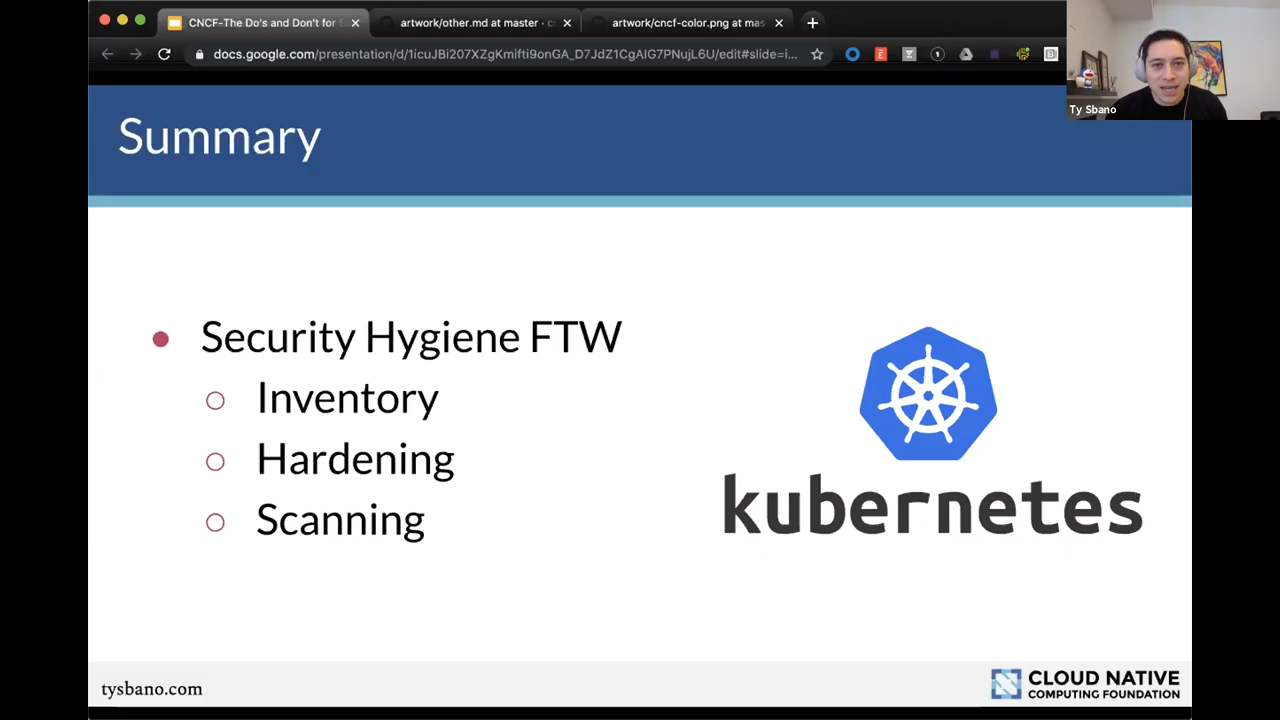 CNCF-The Do's and Don't for S
artwork/other.md at master · c
artwork/cncf-color.png at mas
docs.google.com/presentation/d/1icuJBi207XZgKmifti9onGA_D7JdZ1CgAIG7PNujL6U/edit#slide=i...
Ty Sbano
Summary
Security Hygiene FTW
Inventory
Hardening
Scanning
kubernetes
tysbano.com
CLOUD NATIVE
COMPUTING FOUNDATION